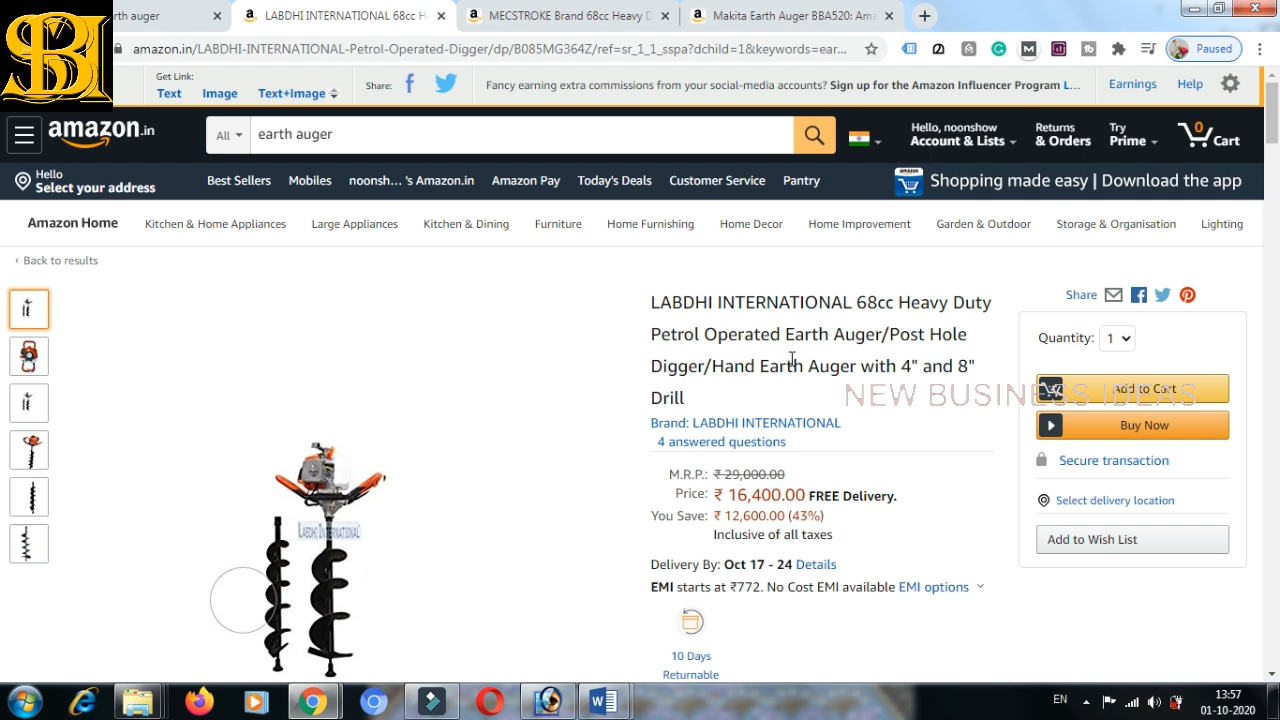 arth auger
LABDHI INTERNATIONAL 68cc H
MECSTROKE Brand 68cc Heavy D
Makita Earth Auger BBA520: Ama
SBI
amazon.in/LABDHI-INTERNATIONAL-Petrol-Operated-Digger/dp/B085MG364Z/ref=sr_1_1_sspa?dchild=1&keywords=ear...
Paused
Get Link:
Text Image Text+Image
Share:
Fancy earning extra commissions from your social-media accounts? Sign up for the Amazon Influencer Program L...
Earnings Help
amazon.in
All
earth auger
Hello, noonshow
Account & Lists
Returns
& Orders
Try
Prime
0
Cart
Hello
Select your address
Best Sellers Mobiles noonsh... 's Amazon.in Amazon Pay Today's Deals Customer Service Pantry
Shopping made easy | Download the app
Amazon Home Kitchen & Home Appliances Large Appliances Kitchen & Dining Furniture Home Furnishing Home Decor Home Improvement Garden & Outdoor Storage & Organisation Lighting
‹ Back to results
LABDHI INTERNATIONAL 68cc Heavy Duty
Petrol Operated Earth Auger/Post Hole
Digger/Hand Earth Auger with 4" and 8"
Drill
Brand: LABDHI INTERNATIONAL
4 answered questions
M.R.P.: ₹ 29,000.00
Price: ₹ 16,400.00 FREE Delivery.
You Save: ₹ 12,600.00 (43%)
Inclusive of all taxes
Delivery By: Oct 17 - 24 Details
EMI starts at ₹772. No Cost EMI available EMI options
10 Days
Returnable
Share
Quantity: 1
Add to Cart
NEW BUSINESS IDEAS
Buy Now
Secure transaction
Select delivery location
Add to Wish List
LABDHI INTERNATIONAL
EN
13:57
01-10-2020